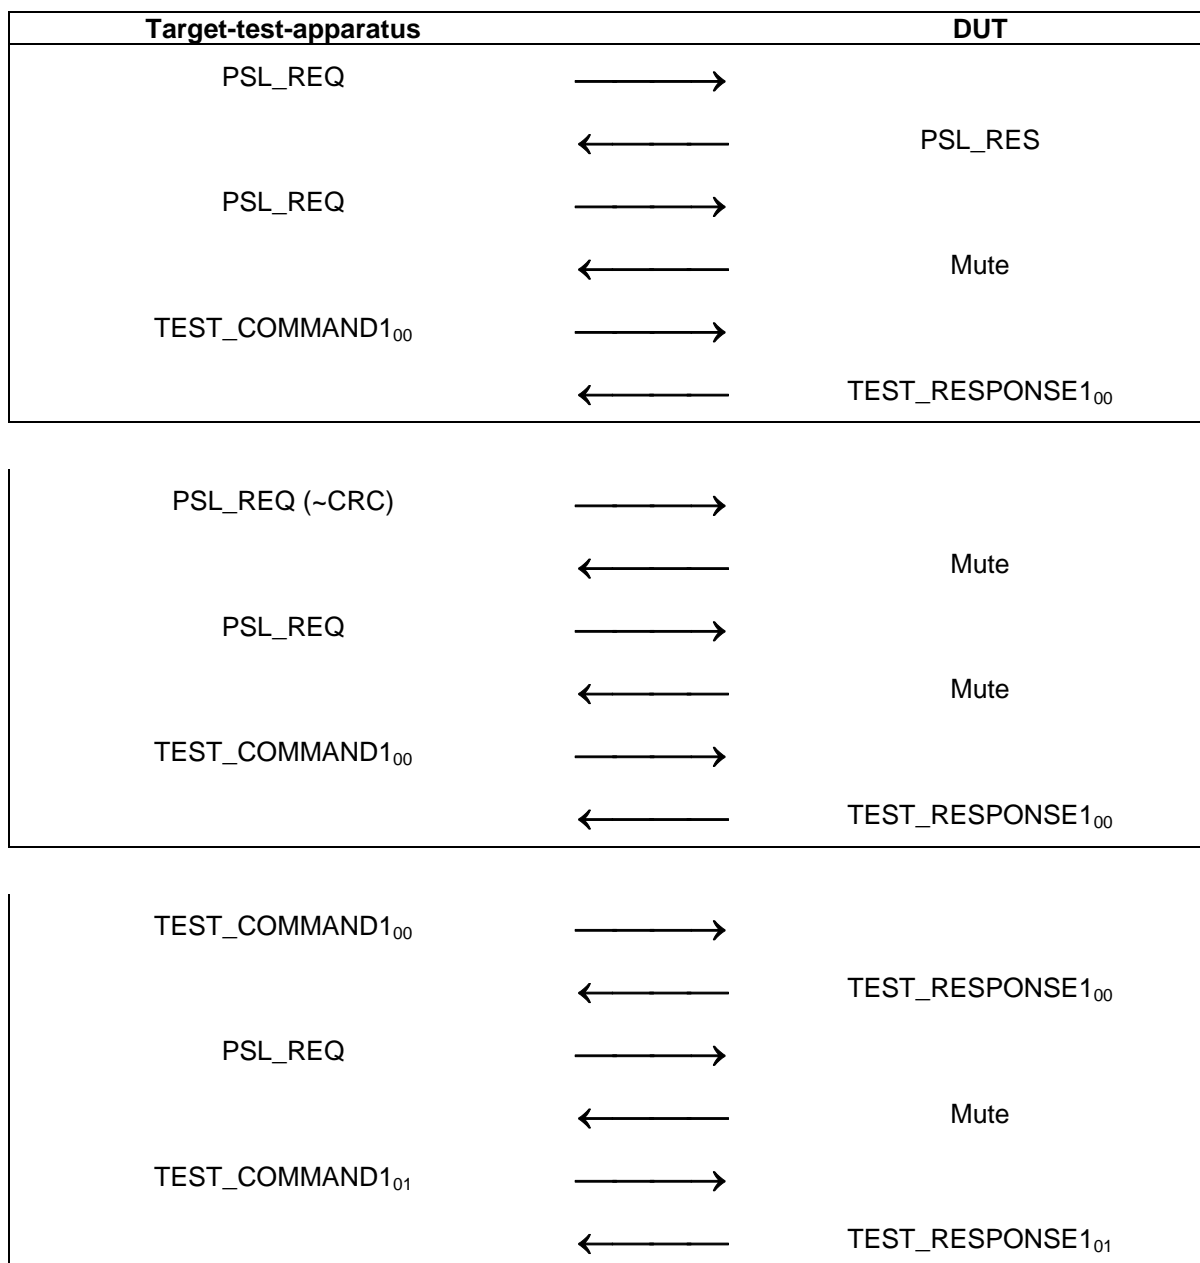 Target-test-apparatus DUT
PSL_REQ
PSL_RES
PSL_REQ
Mute
TEST_COMMAND1₀₀
TEST_RESPONSE1₀₀
PSL_REQ (~CRC)
Mute
PSL_REQ
Mute
TEST_COMMAND1₀₀
TEST_RESPONSE1₀₀
TEST_COMMAND1₀₀
TEST_RESPONSE1₀₀
PSL_REQ
Mute
TEST_COMMAND1₀₁
TEST_RESPONSE1₀₁